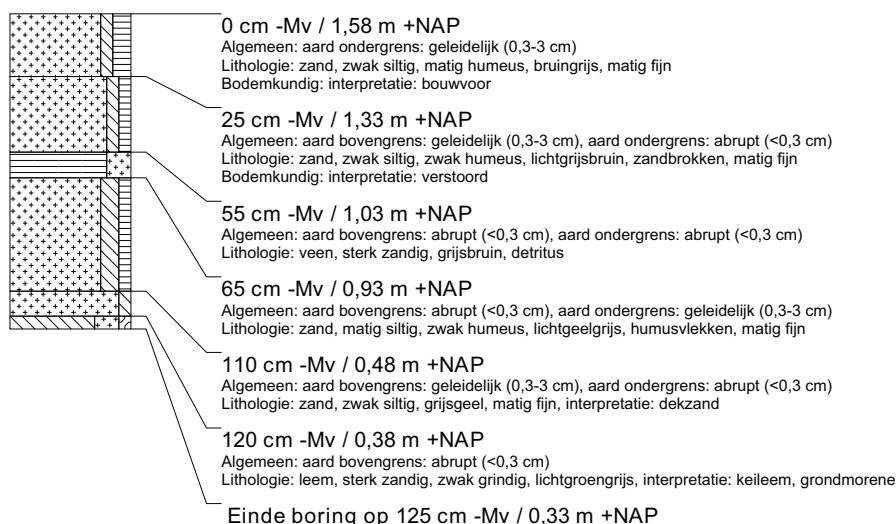 0 cm -Mv / 1,58 m +NAP
Algemeen: aard ondergrens: geleidelijk (0,3-3 cm)
Lithologie: zand, zwak siltig, matig humeus, bruingrijs, matig fijn
Bodemkundig: interpretatie: bouwvoor
25 cm -Mv / 1,33 m +NAP
Algemeen: aard bovengrens: geleidelijk (0,3-3 cm), aard ondergrens: abrupt (<0,3 cm)
Lithologie: zand, zwak siltig, zwak humeus, lichtgrijsbruin, zandbrokken, matig fijn
Bodemkundig: interpretatie: verstoord
55 cm -Mv / 1,03 m +NAP
Algemeen: aard bovengrens: abrupt (<0,3 cm), aard ondergrens: abrupt (<0,3 cm)
Lithologie: veen, sterk zandig, grijsbruin, detritus
65 cm -Mv / 0,93 m +NAP
Algemeen: aard bovengrens: abrupt (<0,3 cm), aard ondergrens: geleidelijk (0,3-3 cm)
Lithologie: zand, matig siltig, zwak humeus, lichtgeelgrijs, humusvlekken, matig fijn
110 cm -Mv / 0,48 m +NAP
Algemeen: aard bovengrens: geleidelijk (0,3-3 cm), aard ondergrens: abrupt (<0,3 cm)
Lithologie: zand, zwak siltig, grijsgeel, matig fijn, interpretatie: dekzand
120 cm -Mv / 0,38 m +NAP
Algemeen: aard bovengrens: abrupt (<0,3 cm)
Lithologie: leem, sterk zandig, zwak grindig, lichtgroengrijs, interpretatie: keileem, grondmorene
Einde boring op 125 cm -Mv / 0,33 m +NAP